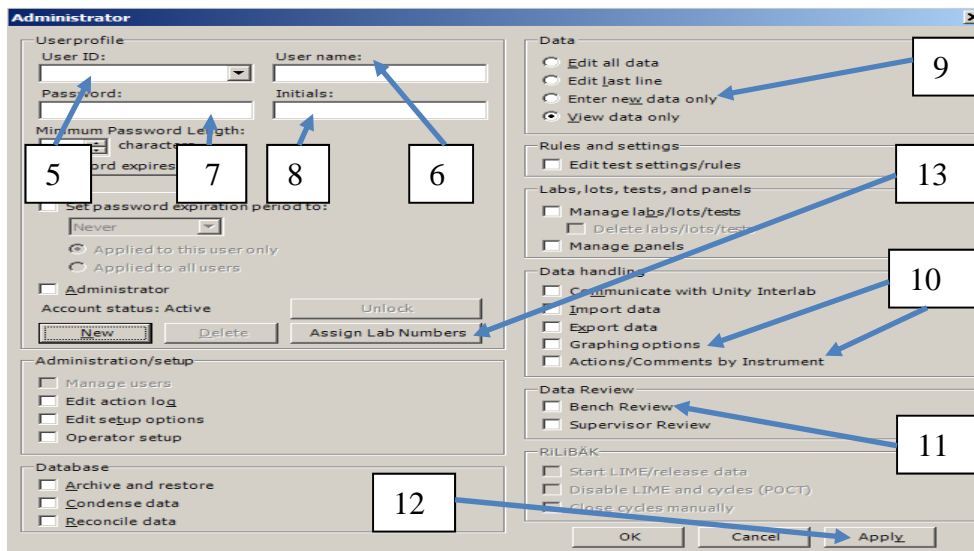 Administrator
Userprofile
User ID:
User name:
Password:
Initials:
Minimum Password Length:
characters
expires
Set password expiration period to:
Never
Applied to this user only
Applied to all users
Administrator
Account status: Active
Unlock
New
Delete
Assign Lab Numbers
Administration/setup
Manage users
Edit action log
Edit setup options
Operator setup
Database
Archive and restore
Condense data
Reconcile data
Data
Edit all data
Edit last line
Enter new data only
View data only
Rules and settings
Edit test settings/rules
Labs, lots, tests, and panels
Manage labs/lots/tests
Delete labs/lots/tests
Manage panels
Data handling
Communicate with Unity Interlab
Import data
Export data
Graphing options
Actions/Comments by Instrument
Data Review
Bench Review
Supervisor Review
RiLiBÄK
Start LIME/release data
Disable LIME and cycles (POCT)
Close cycles manually
OK
Cancel
Apply
5
7
8
6
9
13
10
11
12